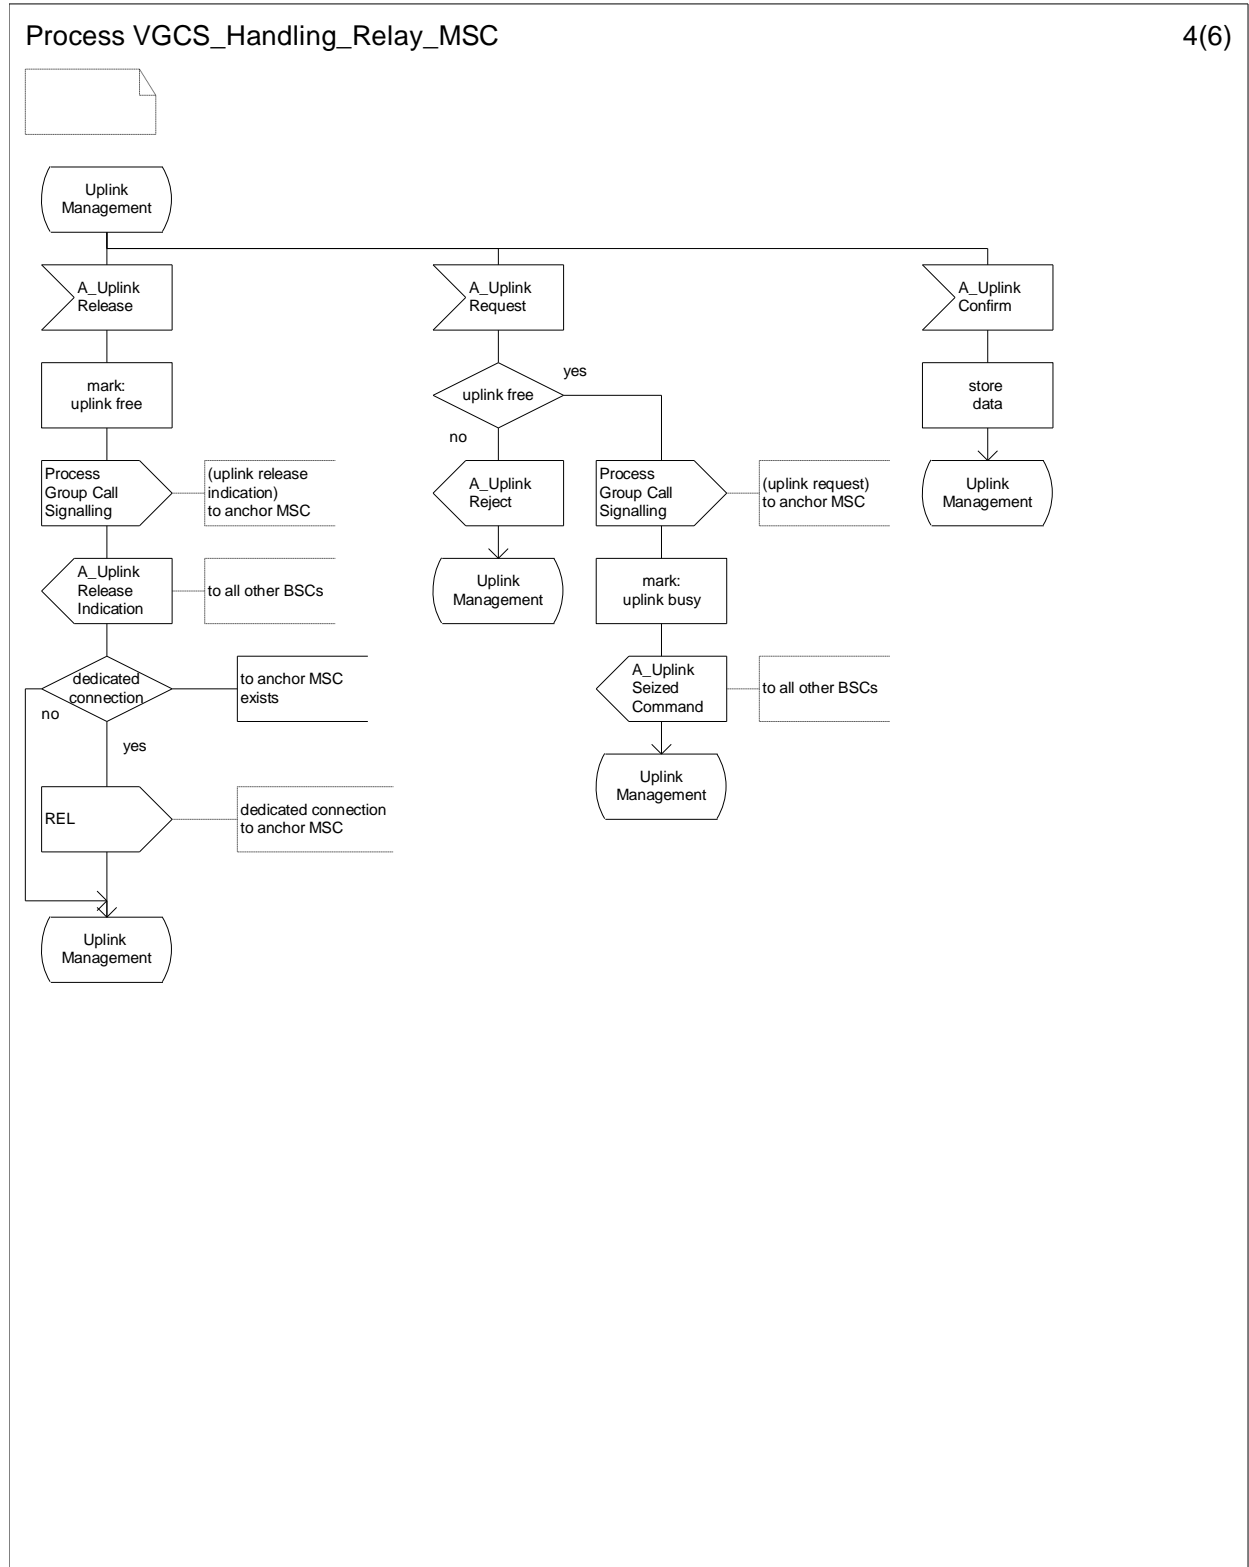 Process VGCS_Handling_Relay_MSC
4(6)
Uplink
Management
A_Uplink
Release
mark:
uplink free
Process
Group Call
Signalling
(uplink release
indication)
to anchor MSC
A_Uplink
Release
Indication
to all other BSCs
dedicated
connection
to anchor MSC
exists
no
yes
REL
dedicated connection
to anchor MSC
Uplink
Management
A_Uplink
Request
uplink free
yes
no
A_Uplink
Reject
Uplink
Management
Process
Group Call
Signalling
(uplink request)
to anchor MSC
mark:
uplink busy
A_Uplink
Seized
Command
to all other BSCs
Uplink
Management
A_Uplink
Confirm
store
data
Uplink
Management